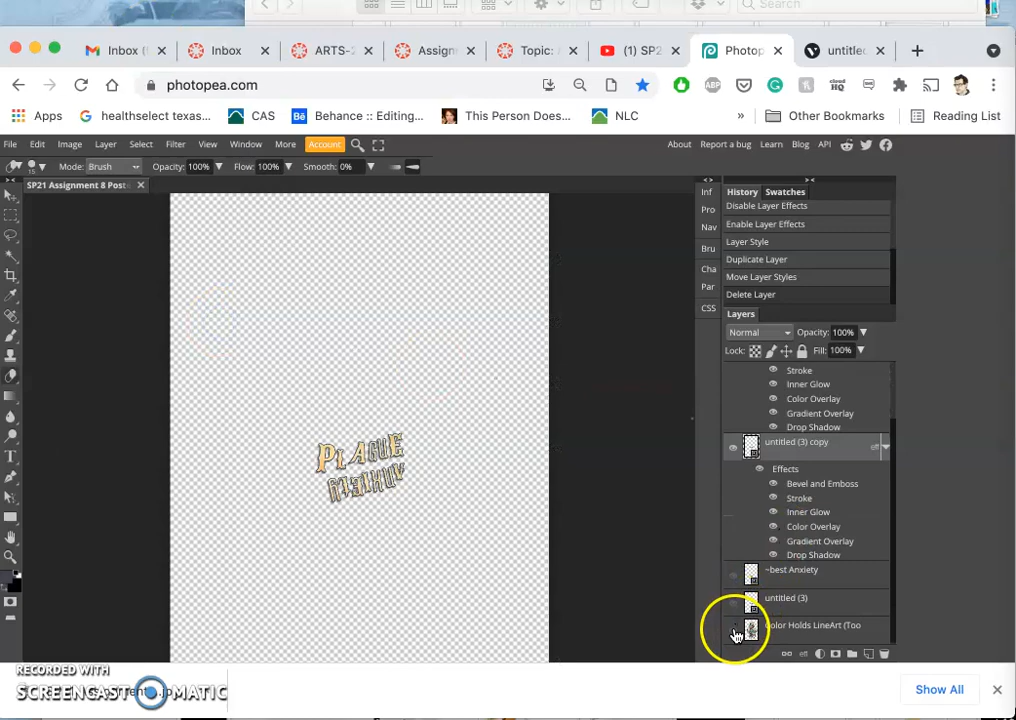 Search
Inbox (
Inbox
ARTS-2
Assignm
Topic: A
(1) SP2
Photop
untitled
photopea.com
Apps
healthselect texas...
CAS
Behance :: Editing...
This Person Does...
NLC
»
Other Bookmarks
Reading List
File Edit Image Layer Select Filter View Window More Account
About Report a bug Learn Blog API
Mode: Brush Opacity: 100% Flow: 100% Smooth: 0%
SP21 Assignment 8 Post
Inf
Pro
Nav
Bru
Cha
Par
CSS
History Swatches
Disable Layer Effects
Enable Layer Effects
Layer Style
Duplicate Layer
Move Layer Styles
Delete Layer
Layers
Normal Opacity: 100%
Lock: Fill: 100%
Stroke
Inner Glow
Color Overlay
Gradient Overlay
Drop Shadow
untitled (3) copy
Effects
Bevel and Emboss
Stroke
Inner Glow
Color Overlay
Gradient Overlay
Drop Shadow
~best Anxiety
untitled (3)
Color Holds LineArt (Too
PLAGUE
RECORDED WITH
SCREENCAST-O-MATIC
Show All